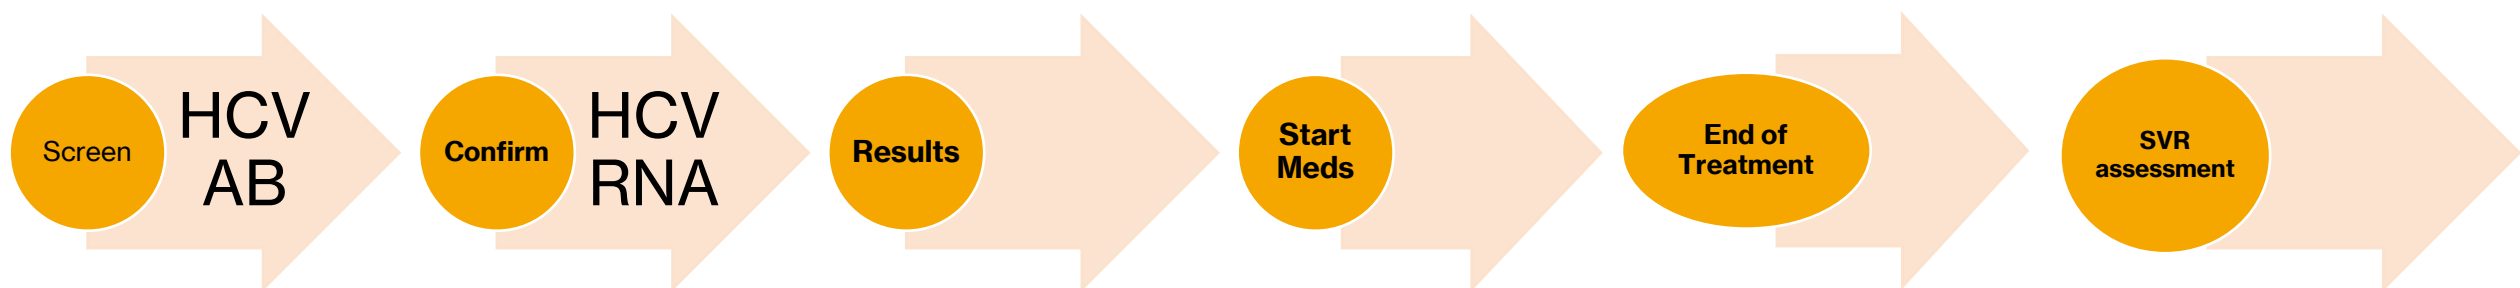 Screen
HCV
AB
Confirm
HCV
RNA
Results
Start
Meds
End of
Treatment
SVR
assessment